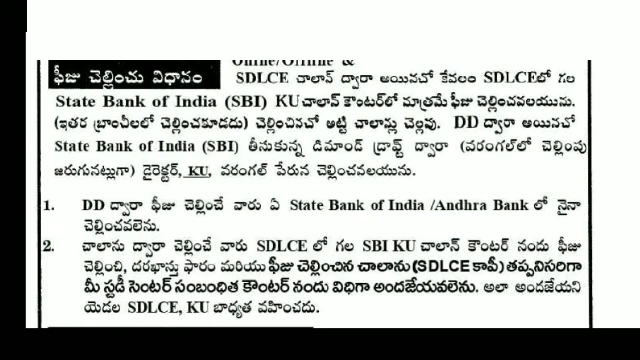 Online/Offline &
ఫీజు చెల్లించు విధానం
SDLCE చాలాన్ ద్వారా అయినచో కేవలం SDLCEలో గల
State Bank of India (SBI) KU చాలాన్ కౌంటర్‌లో మాత్రమే ఫీజు చెల్లించవలయును.
(ఇతర బ్రాంచీలలో చెల్లించకూడదు) చెల్లించినచో అట్టి చాలాన్లు చెల్లవు. DD ద్వారా అయినచో
State Bank of India (SBI) తీసుకున్న డిమాండ్ డ్రాఫ్ట్ ద్వారా (వరంగల్‌లో చెల్లింపు
జరుగునట్లుగా) డైరెక్టర్, KU, వరంగల్ పేరున చెల్లించవలయును.
1. DD ద్వారా ఫీజు చెల్లించే వారు ఏ State Bank of India /Andhra Bank లో నైనా
చెల్లించవలెను.
2. చాలాను ద్వారా చెల్లించే వారు SDLCE లో గల SBI KU చాలాన్ కౌంటర్ నందు ఫీజు
చెల్లించి, దరఖాస్తు ఫారం మరియు ఫీజు చెల్లించిన చాలాను (SDLCE కాపీ) తప్పనిసరిగా
మీ స్టడీ సెంటర్ సంబంధిత కౌంటర్ నందు విధిగా అందజేయవలెను. అలా అందజేయని
యెడల SDLCE, KU బాధ్యత వహించదు.